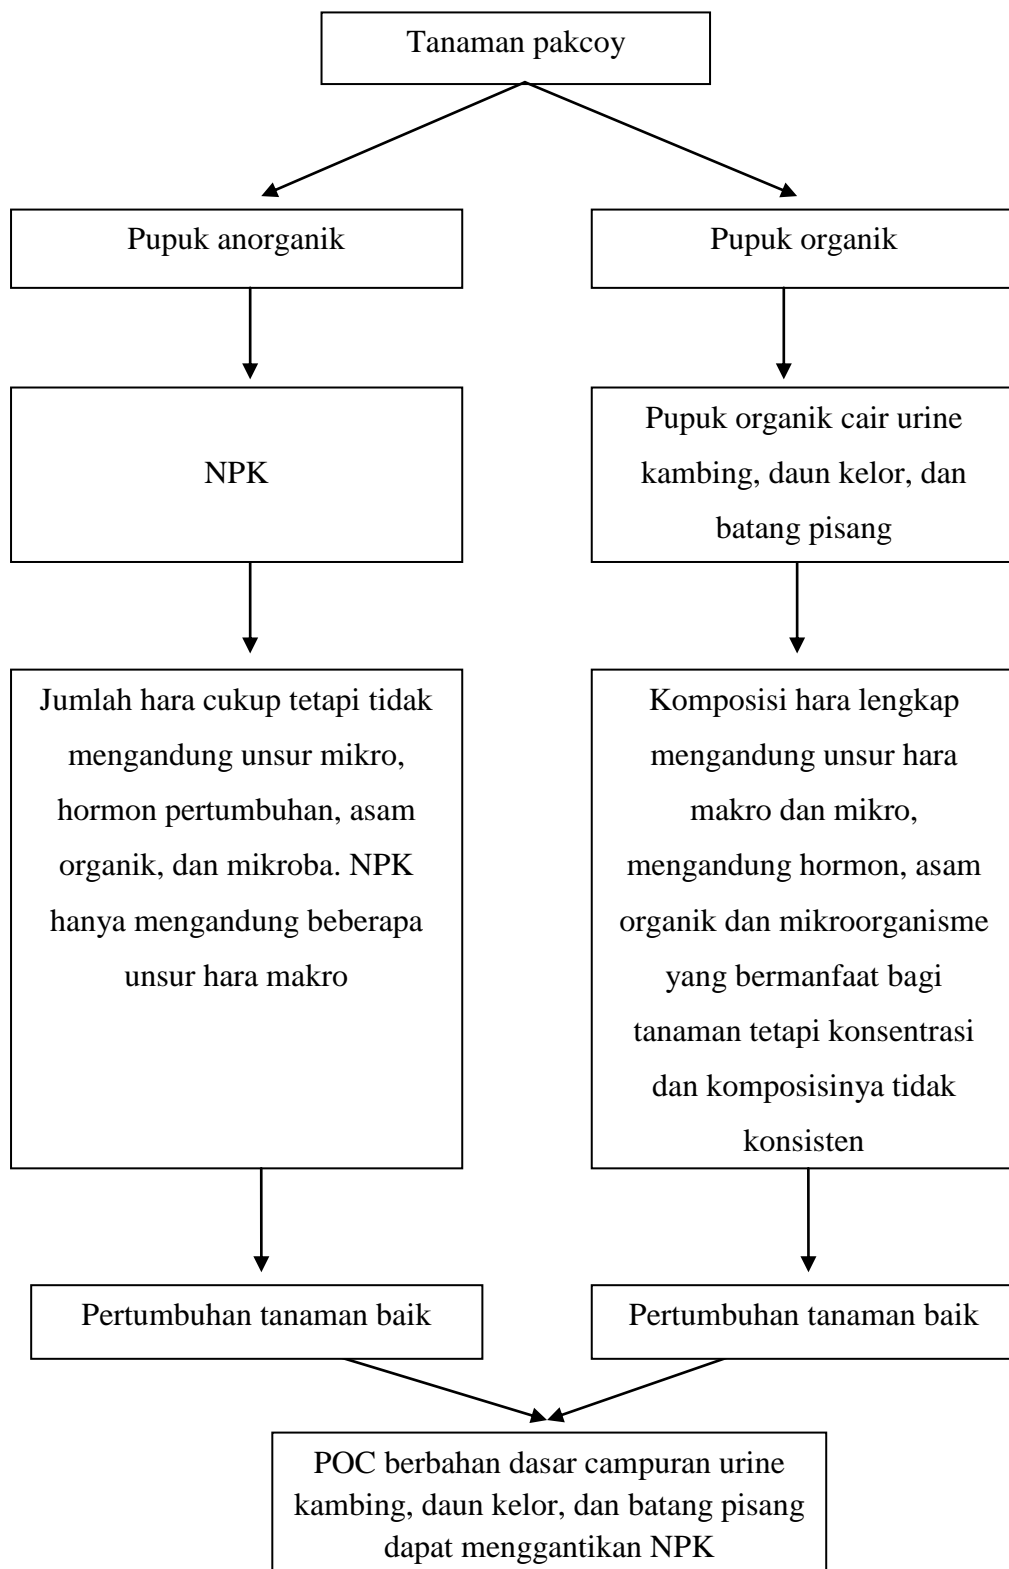 Tanaman pakcoy
Pupuk anorganik
Pupuk organik
NPK
Pupuk organik cair urine
kambing, daun kelor, dan
batang pisang
Jumlah hara cukup tetapi tidak
mengandung unsur mikro,
hormon pertumbuhan, asam
organik, dan mikroba. NPK
hanya mengandung beberapa
unsur hara makro
Komposisi hara lengkap
mengandung unsur hara
makro dan mikro,
mengandung hormon, asam
organik dan mikroorganisme
yang bermanfaat bagi
tanaman tetapi konsentrasi
dan komposisinya tidak
konsisten
Pertumbuhan tanaman baik
Pertumbuhan tanaman baik
POC berbahan dasar campuran urine
kambing, daun kelor, dan batang pisang
dapat menggantikan NPK